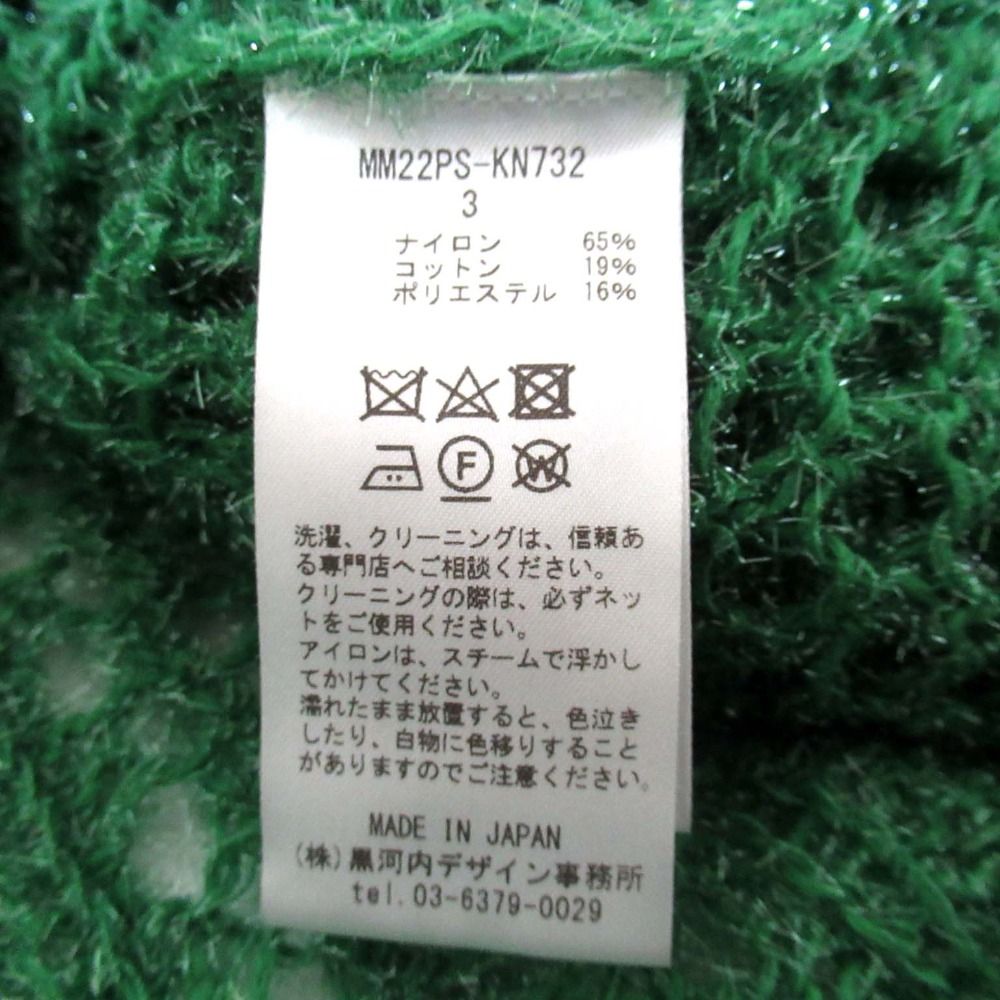 MM22PS-KN732
3
ナイロン 65%
コットン 19%
ポリエステル 16%
F
W
洗濯、クリーニングは、信頼あ
る専門店へご相談ください。
クリーニングの際は、必ずネッ
トをご使用ください。
アイロンは、スチームで浮かし
てかけてください。
濡れたまま放置すると、色泣き
したり、白物に色移りすること
がありますのでご注意ください。
MADE IN JAPAN
(株)黒河内デザイン事務所
tel.03-6379-0029